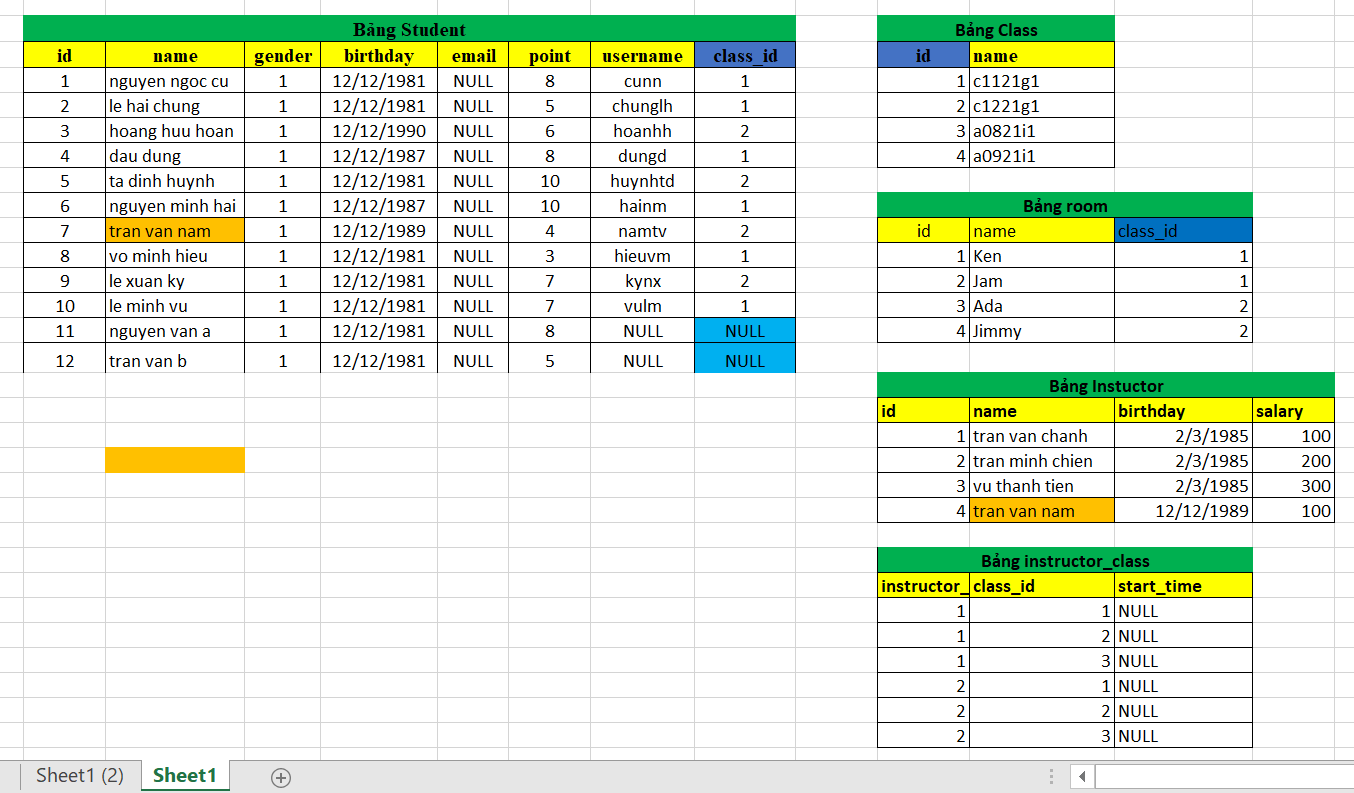 Bảng Student
id name gender birthday email point username class_id
1 nguyen ngoc cu 1 12/12/1981 NULL 8 cunn 1
2 le hai chung 1 12/12/1981 NULL 5 chunglh 1
3 hoang huu hoan 1 12/12/1990 NULL 6 hoanhh 2
4 dau dung 1 12/12/1987 NULL 8 dungd 1
5 ta dinh huynh 1 12/12/1981 NULL 10 huynhtd 2
6 nguyen minh hai 1 12/12/1987 NULL 10 hainm 1
7 tran van nam 1 12/12/1989 NULL 4 namtv 2
8 vo minh hieu 1 12/12/1981 NULL 3 hieuvm 1
9 le xuan ky 1 12/12/1981 NULL 7 kynx 2
10 le minh vu 1 12/12/1981 NULL 7 vulm 1
11 nguyen van a 1 12/12/1981 NULL 8 NULL NULL
12 tran van b 1 12/12/1981 NULL 5 NULL NULL
Bảng Class
id name
1 c1121g1
2 c1221g1
3 a0821i1
4 a0921i1
Bảng room
id name class_id
1 Ken 1
2 Jam 1
3 Ada 2
4 Jimmy 2
Bảng Instuctor
id name birthday salary
1 tran van chanh 2/3/1985 100
2 tran minh chien 2/3/1985 200
3 vu thanh tien 2/3/1985 300
4 tran van nam 12/12/1989 100
Bảng instructor_class
instructor_ class_id start_time
1 1 NULL
1 2 NULL
1 3 NULL
2 1 NULL
2 2 NULL
2 3 NULL
Sheet1 (2) Sheet1